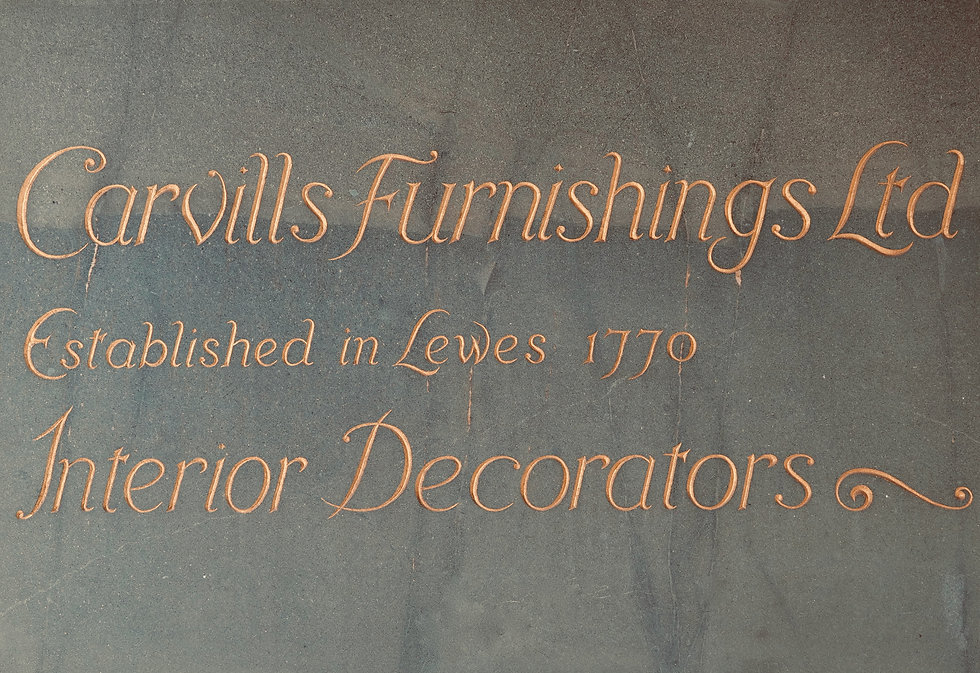 Carvills Furnishings Ltd
Established in Lewes 1770
Interior Decorators